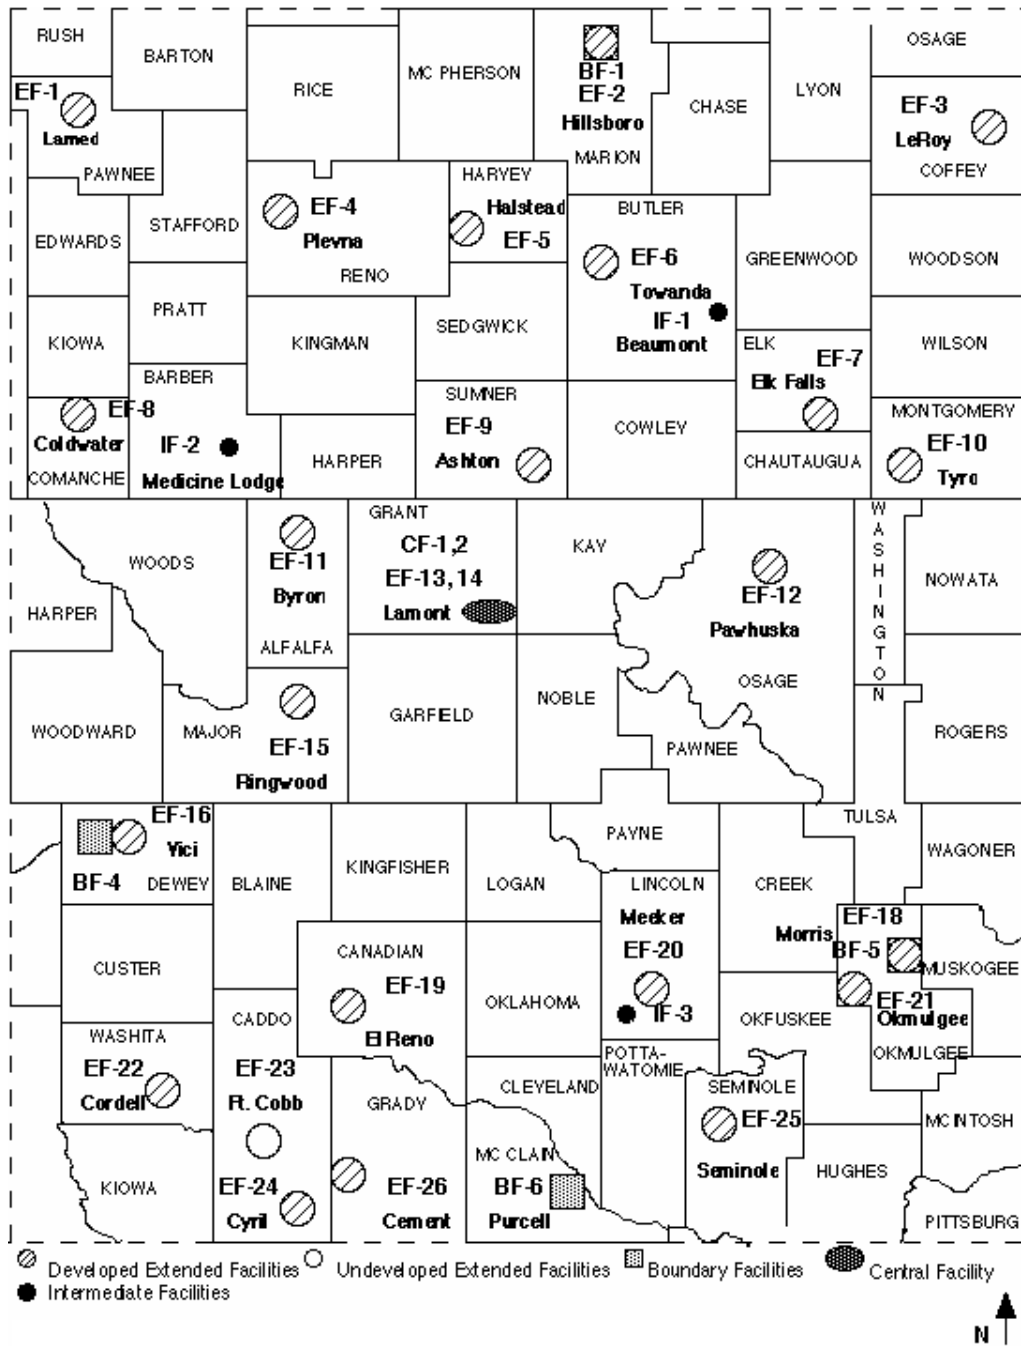 RUSH
BARTON
RICE
MC PHERSON
BF-1
EF-2
Hillsboro
MARION
CHASE
LYON
OSAGE
EF-1
Larned
PAWNEE
EF-3
LeRoy
COFFEY
EDWARDS
STAFFORD
EF-4
Plevna
RENO
HARVEY
Halstead
EF-5
BUTLER
EF-6
Towanda
IF-1
Beaumont
GREENWOOD
WOODSON
KIOWA
PRATT
KINGMAN
SEDGWICK
ELK
EF-7
Elk Falls
WILSON
BARBER
EF-8
Coldwater
COMANCHE
IF-2
Medicine Lodge
HARPER
SUMNER
EF-9
Ashton
COWLEY
CHAUTAUGUA
MONTGOMERY
EF-10
Tyro
WOODS
HARPER
EF-11
Byron
ALFALFA
GRANT
CF-1,2
EF-13,14
Lamont
KAY
EF-12
Pawhuska
OSAGE
WASHINGTON
NOWATA
WOODWARD
MAJOR
EF-15
Ringwood
GARFIELD
NOBLE
PAWNEE
ROGERS
EF-16
Vici
BF-4
DEWEY
BLAINE
KINGFISHER
LOGAN
PAYNE
LINCOLN
Meeker
EF-20
IF-3
CREEK
TULSA
WAGONER
EF-18
Morris
BF-5
MUSKOGEE
EF-21
Okmulgee
OKMULGEE
CUSTER
CANADIAN
EF-19
El Reno
OKLAHOMA
OKFUSKEE
WASHITA
EF-22
Cordell
CADDO
EF-23
Ft. Cobb
GRADY
CLEVELAND
POTTA-
WATOMIE
SEMINOLE
EF-25
Seminole
MCINTOSH
KIOWA
EF-24
Cyril
EF-26
Cement
MC CLAIN
BF-6
Purcell
HUGHES
PITTSBURG
Developed Extended Facilities
Undeveloped Extended Facilities
Boundary Facilities
Central Facility
Intermediate Facilities
N